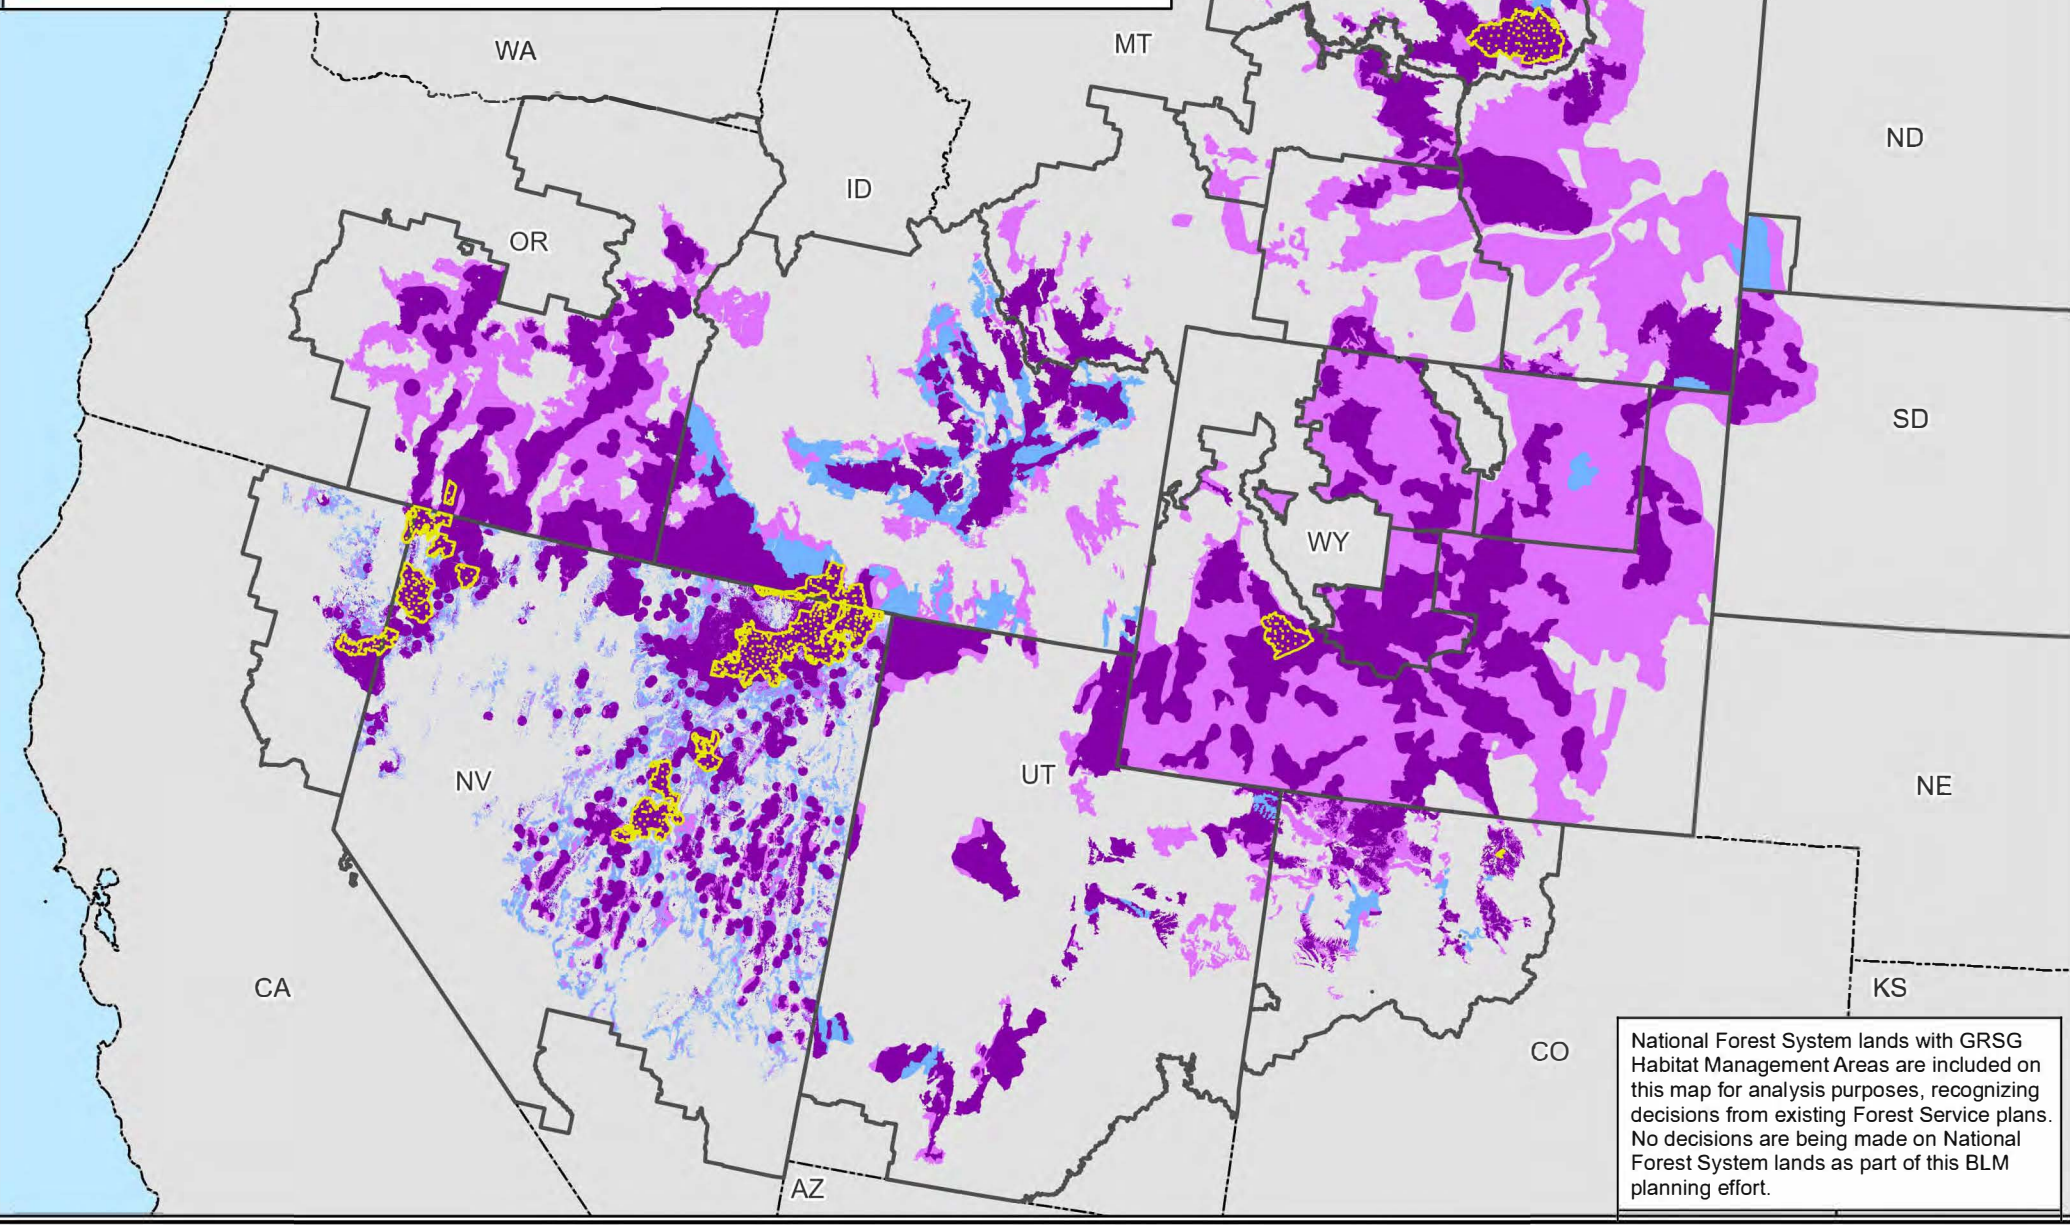 WA
MT
ND
ID
OR
SD
WY
NV
UT
NE
CA
KS
CO
AZ
National Forest System lands with GRSG
Habitat Management Areas are included on
this map for analysis purposes, recognizing
decisions from existing Forest Service plans.
No decisions are being made on National
Forest System lands as part of this BLM
planning effort.